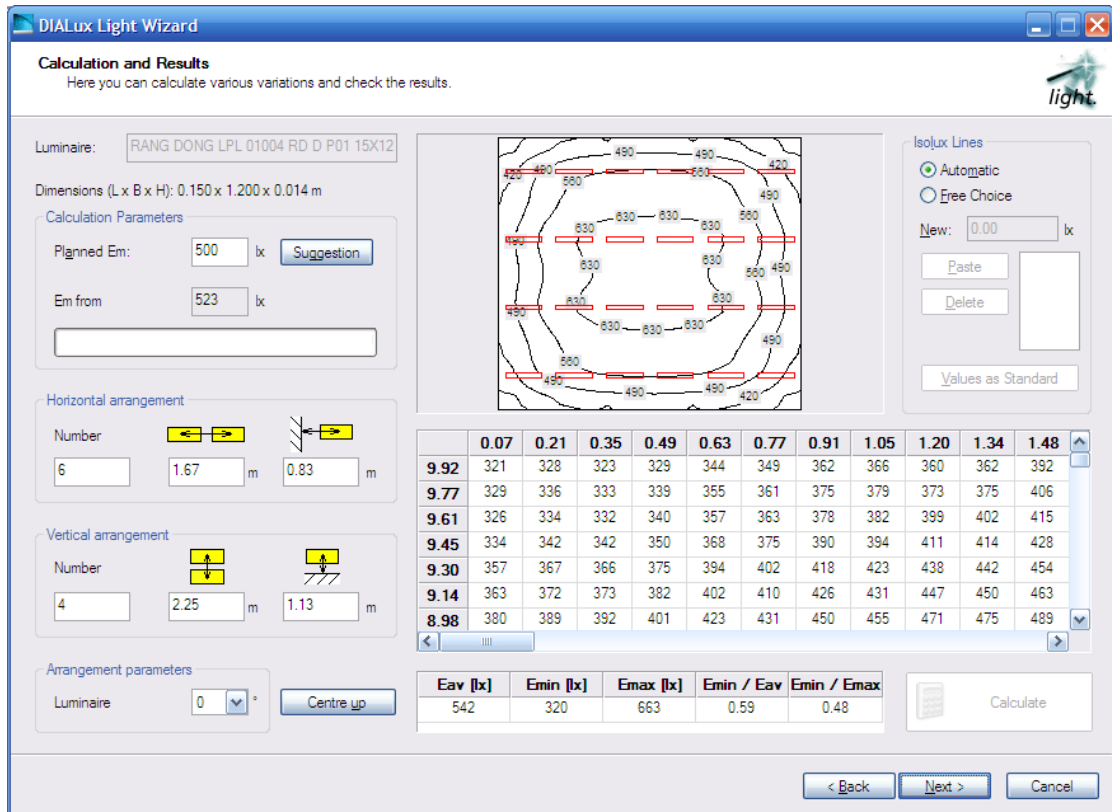 DIALux Light Wizard
Calculation and Results
Here you can calculate various variations and check the results.
light.
Luminaire: RANG DONG LPL 01004 RD D P01 15X12
Dimensions (L x B x H): 0.150 x 1.200 x 0.014 m
Calculation Parameters
Planned Em: 500 lx Suggestion
Em from 523 lx
Horizontal arrangement
Number
6 1.67 m 0.83 m
Vertical arrangement
Number
4 2.25 m 1.13 m
Arrangement parameters
Luminaire 0 ° Centre up
490 490
420 490 560 420
560 490
630 630 630 560
490 630
630 630 560 490
630 630
490
630 630 630 490
560
490 490 490 420
Isolux Lines
Automatic
Free Choice
New: 0.00 lx
Paste
Delete
Values as Standard
0.07 0.21 0.35 0.49 0.63 0.77 0.91 1.05 1.20 1.34 1.48
9.92 321 328 323 329 344 349 362 366 360 362 392
9.77 329 336 333 339 355 361 375 379 373 375 406
9.61 326 334 332 340 357 363 378 382 399 402 415
9.45 334 342 342 350 368 375 390 394 411 414 428
9.30 357 367 366 375 394 402 418 423 438 442 454
9.14 363 372 373 382 402 410 426 431 447 450 463
8.98 380 389 392 401 423 431 450 455 471 475 489
Eav [lx] Emin [lx] Emax [lx] Emin / Eav Emin / Emax
542 320 663 0.59 0.48
Calculate
< Back Next > Cancel